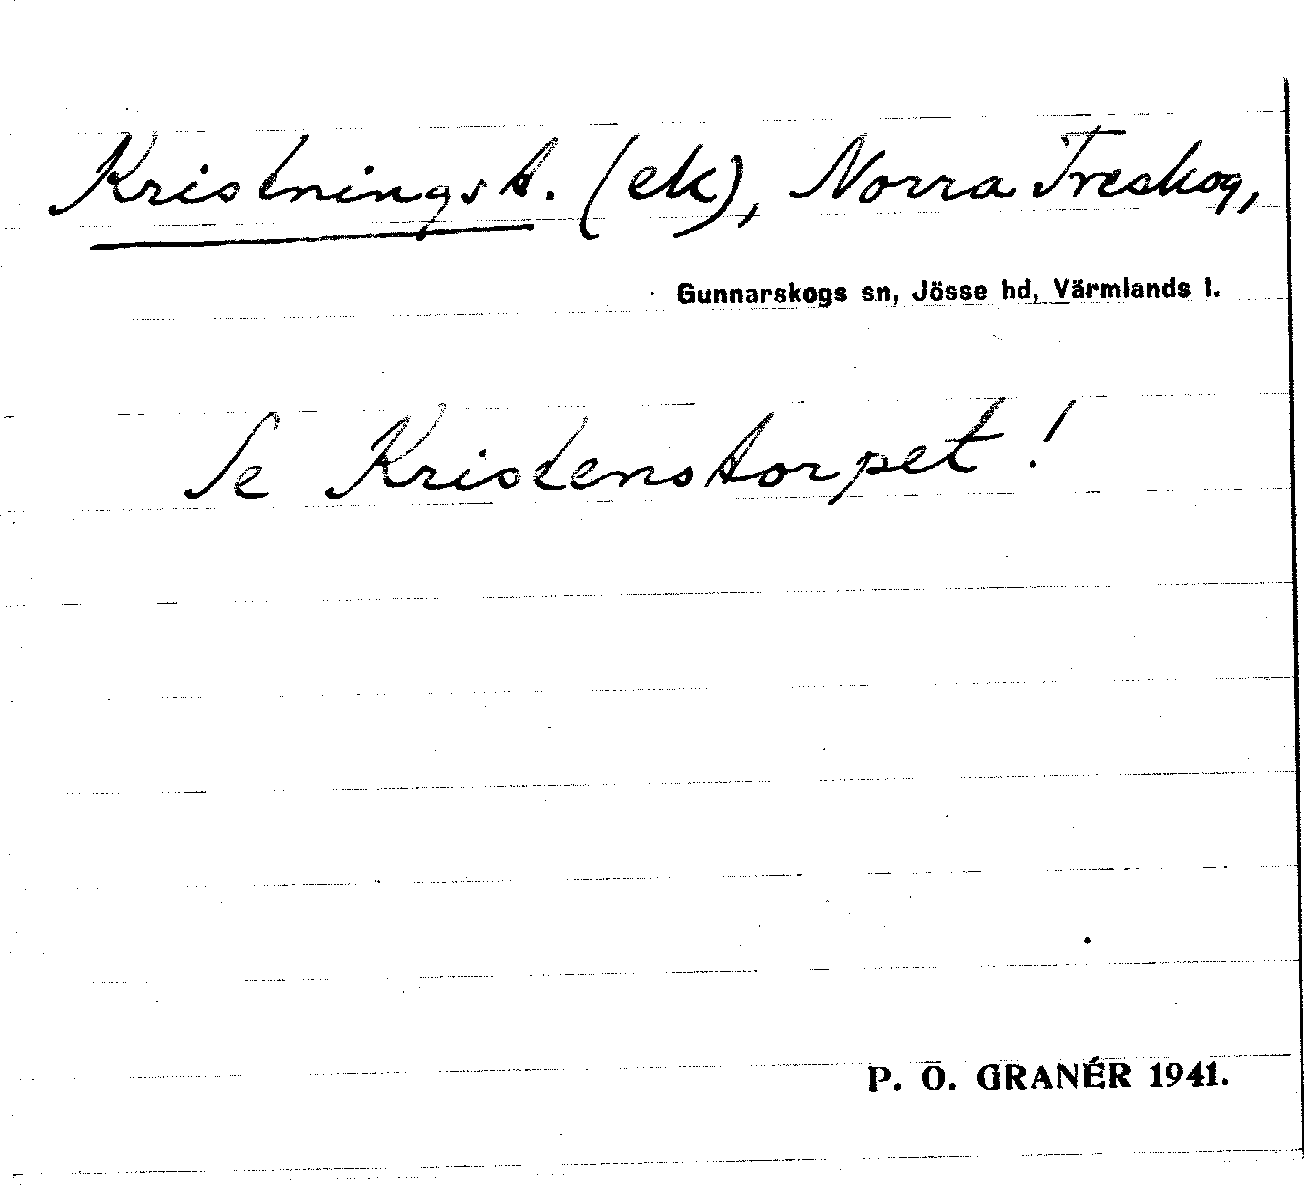 Kristningst. (ek), Norra Treskog,
Gunnarskogs sn, Jösse hd, Värmlands l.
Se Kristenstorpet!
P. O. GRANÉR 1941.